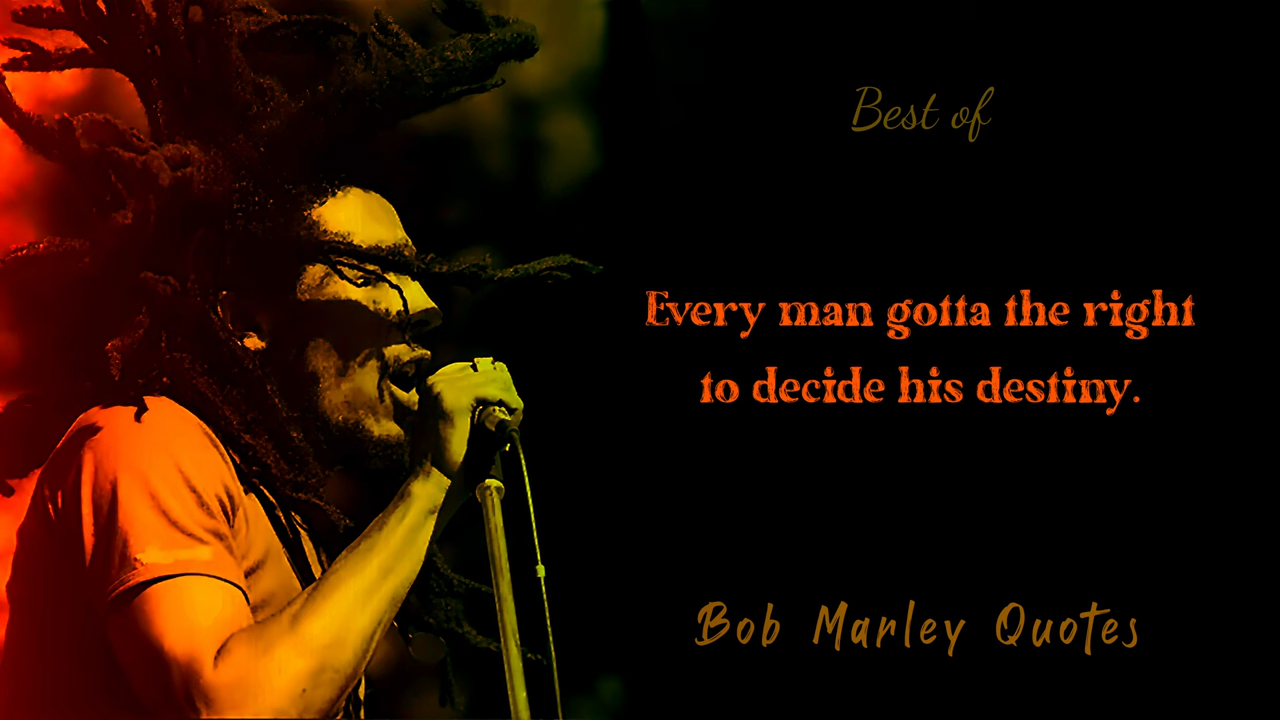 Best of
Every man gotta the right
to decide his destiny.
Bob Marley Quotes